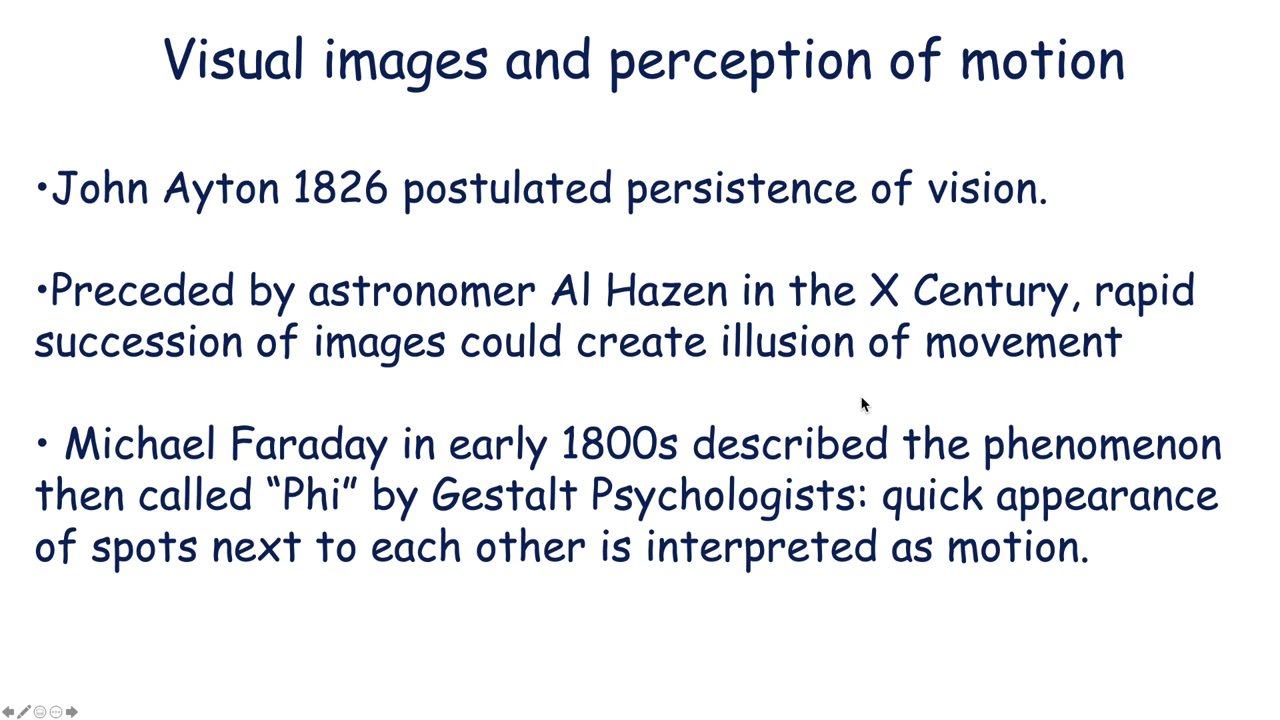 Visual images and perception of motion
•John Ayton 1826 postulated persistence of vision.
•Preceded by astronomer Al Hazen in the X Century, rapid
succession of images could create illusion of movement
• Michael Faraday in early 1800s described the phenomenon
then called “Phi” by Gestalt Psychologists: quick appearance
of spots next to each other is interpreted as motion.